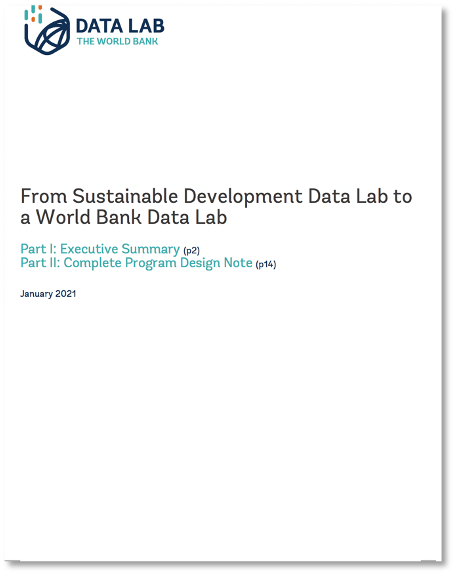 DATA LAB
THE WORLD BANK
From Sustainable Development Data Lab to
a World Bank Data Lab
Part I: Executive Summary (p2)
Part II: Complete Program Design Note (p14)
January 2021